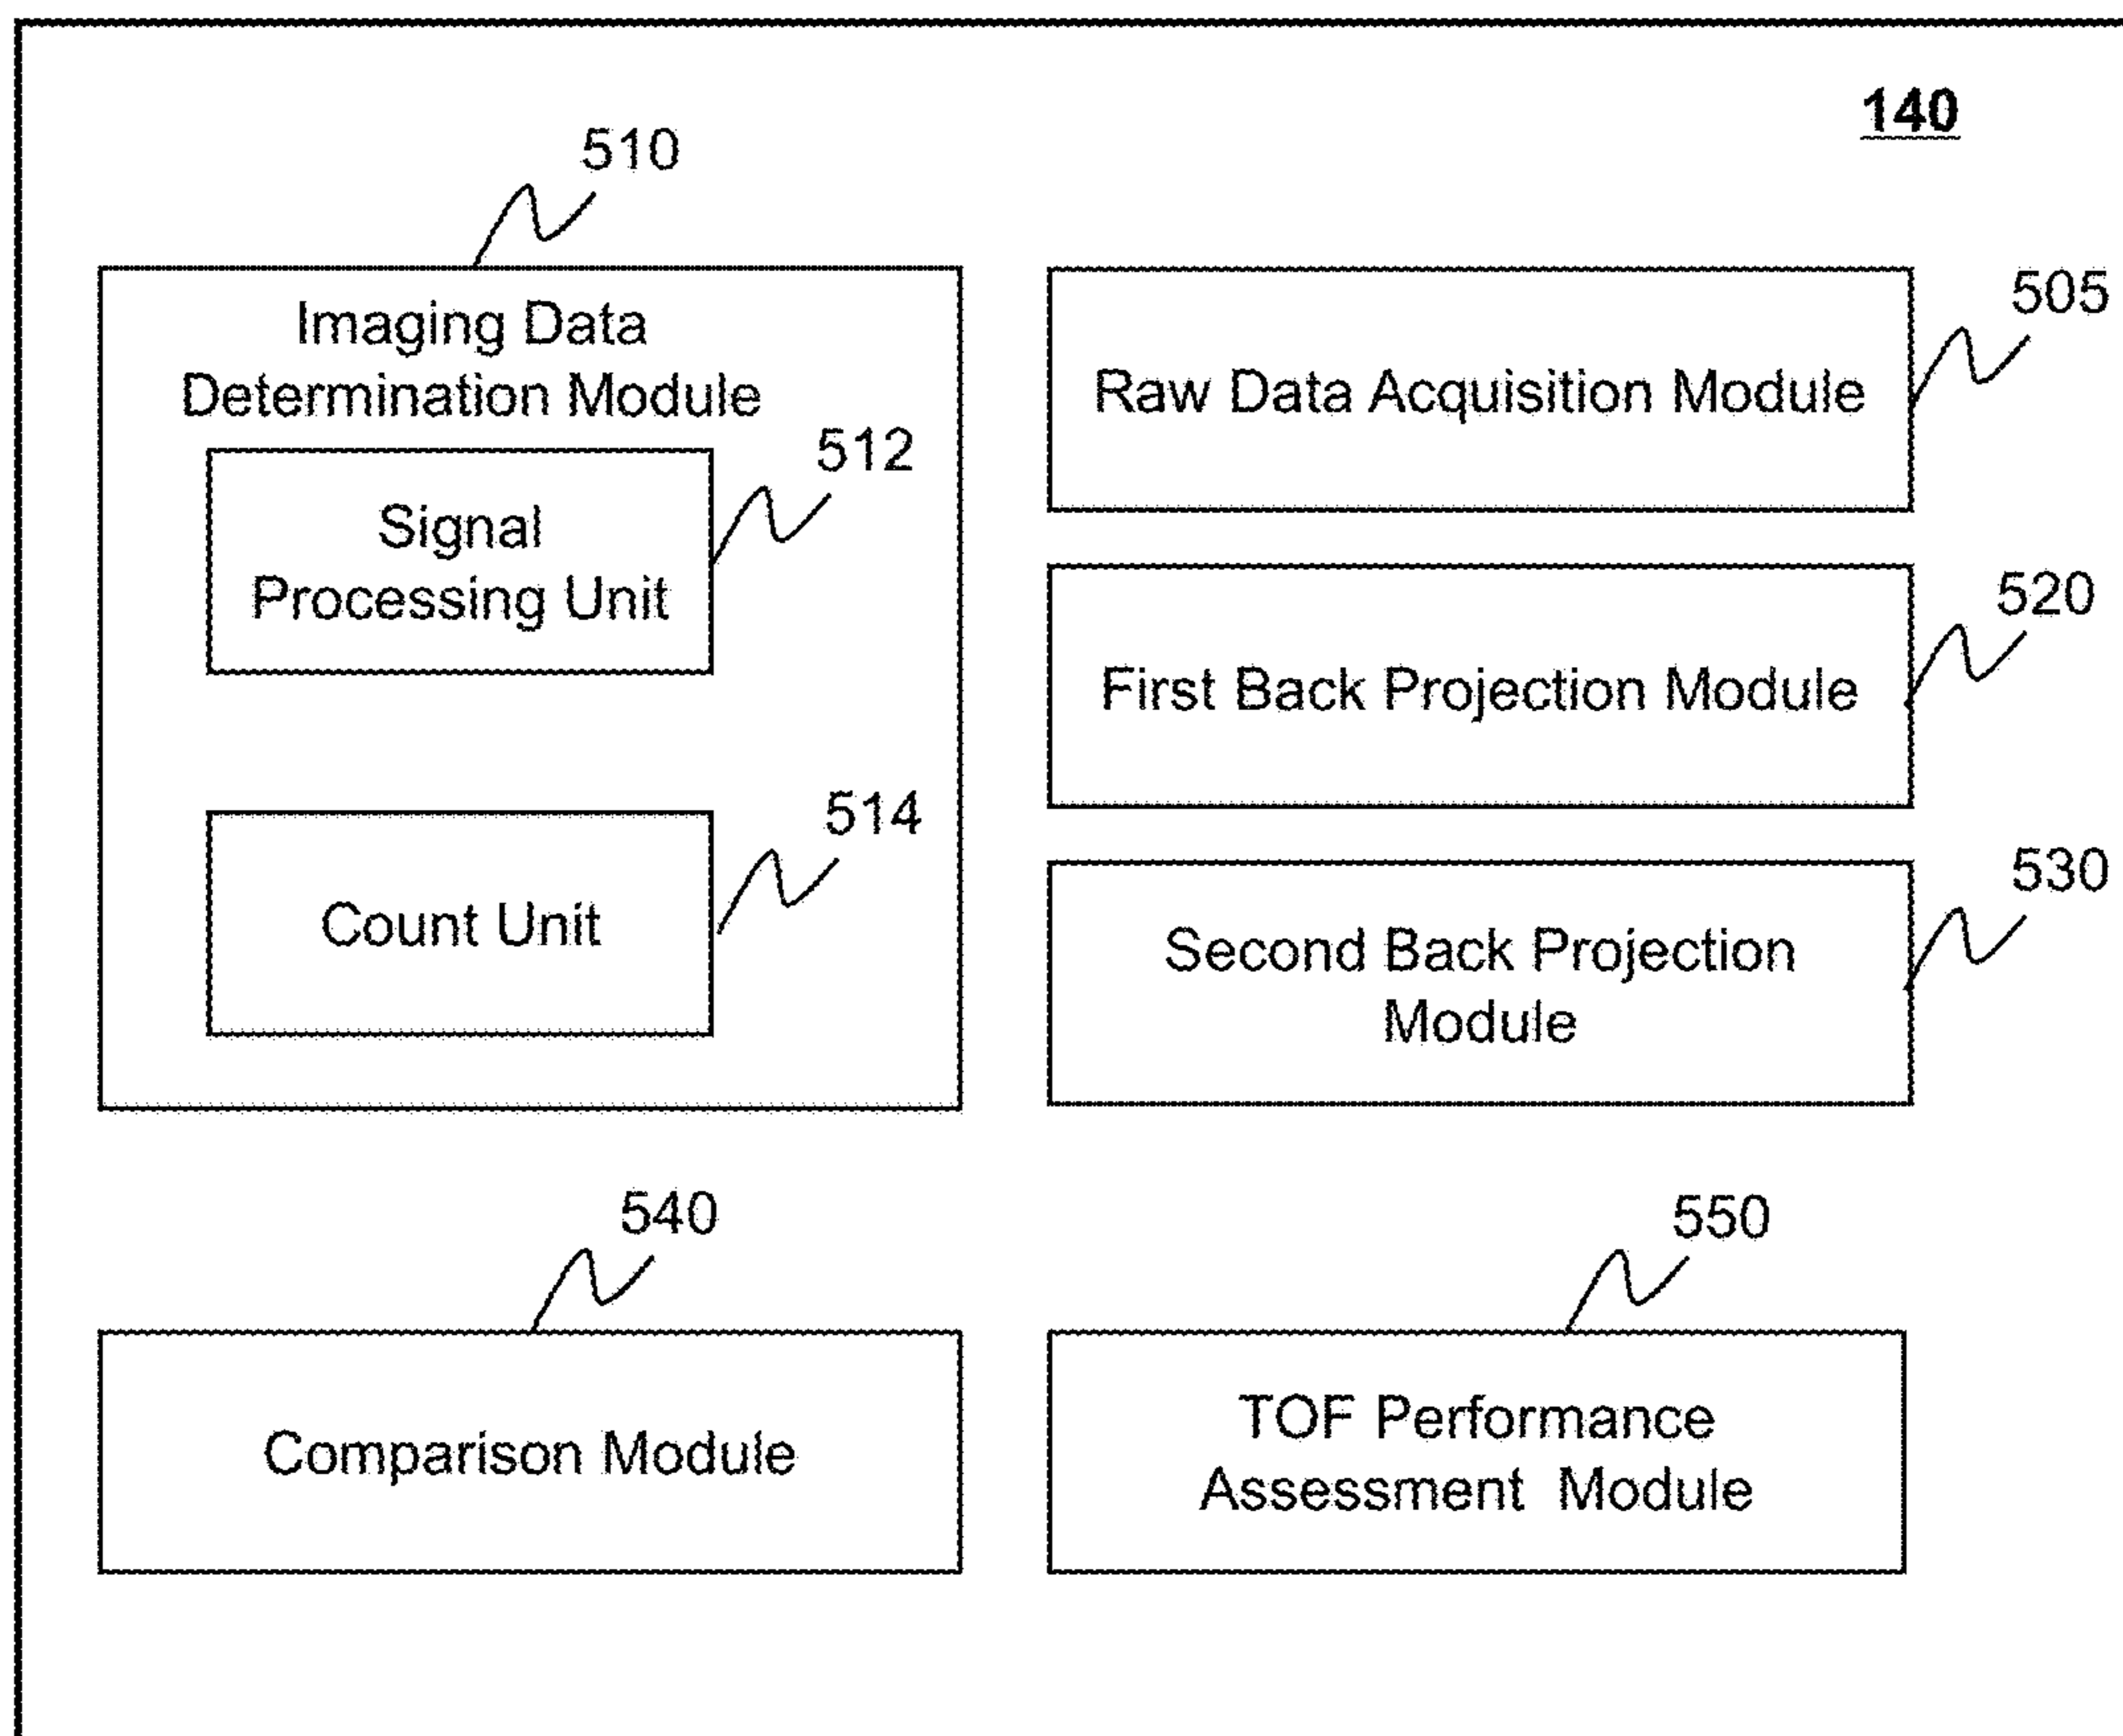 140
510
Imaging Data
Determination Module
512
Signal
Processing Unit
514
Count Unit
505
Raw Data Acquisition Module
520
First Back Projection Module
530
Second Back Projection
Module
540
Comparison Module
550
TOF Performance
Assessment Module